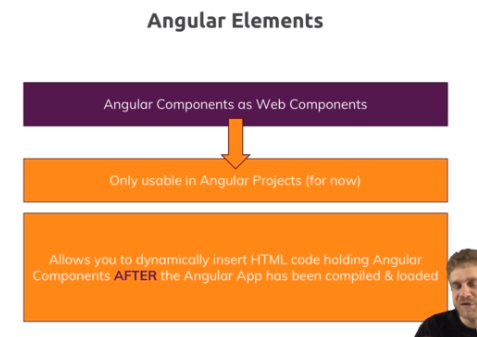 Angular Elements
Angular Components as Web Components
Only usable in Angular Projects (for now)
Allows you to dynamically insert HTML code holding Angular
Components AFTER the Angular App has been compiled & loaded